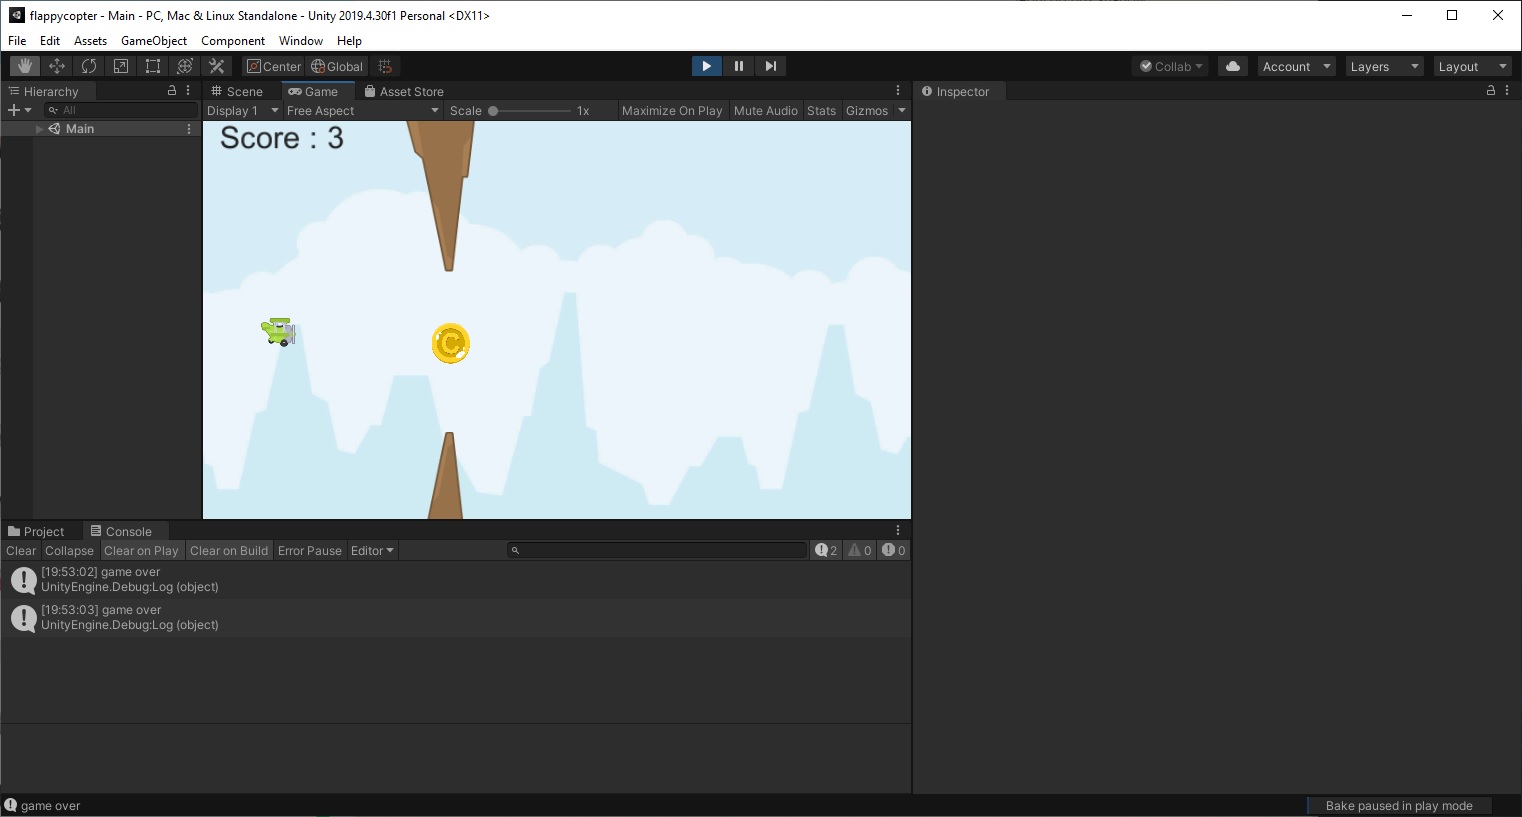 flappycopter - Main - PC, Mac & Linux Standalone - Unity 2019.4.30f1 Personal <DX11>
File Edit Assets GameObject Component Window Help
Center Global Collab Account Layers Layout
Hierarchy Scene Game Asset Store Inspector
All Display 1 Free Aspect Scale 1x Maximize On Play Mute Audio Stats Gizmos
Main
Score : 3
C
Project Console
Clear Collapse Clear on Play Clear on Build Error Pause Editor 2 0 0
[19:53:02] game over
UnityEngine.Debug:Log (object)
[19:53:03] game over
UnityEngine.Debug:Log (object)
game over Bake paused in play mode